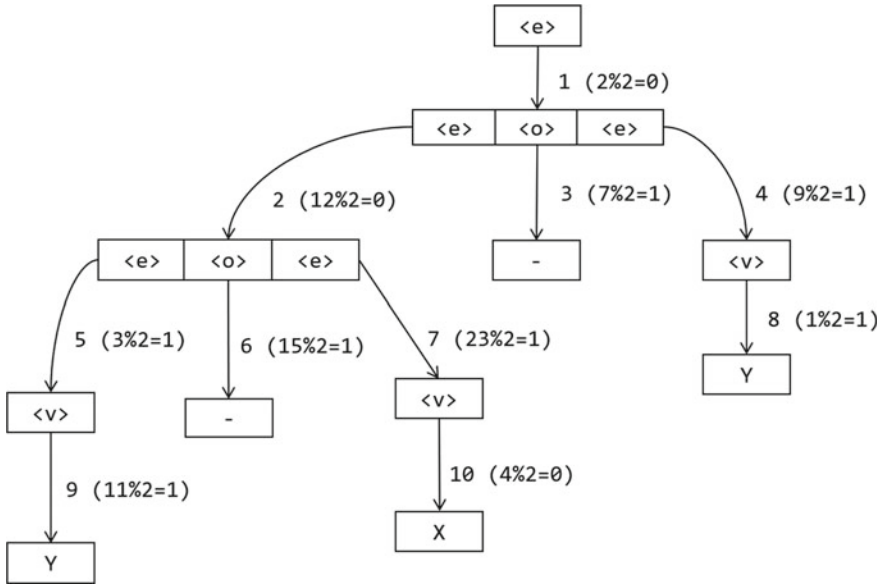 <e>
1 (2%2=0)
<e> <o> <e>
2 (12%2=0)
3 (7%2=1)
4 (9%2=1)
<e> <o> <e>
-
<v>
5 (3%2=1)
6 (15%2=1)
7 (23%2=1)
8 (1%2=1)
<v>
-
<v>
Y
9 (11%2=1)
10 (4%2=0)
Y
X